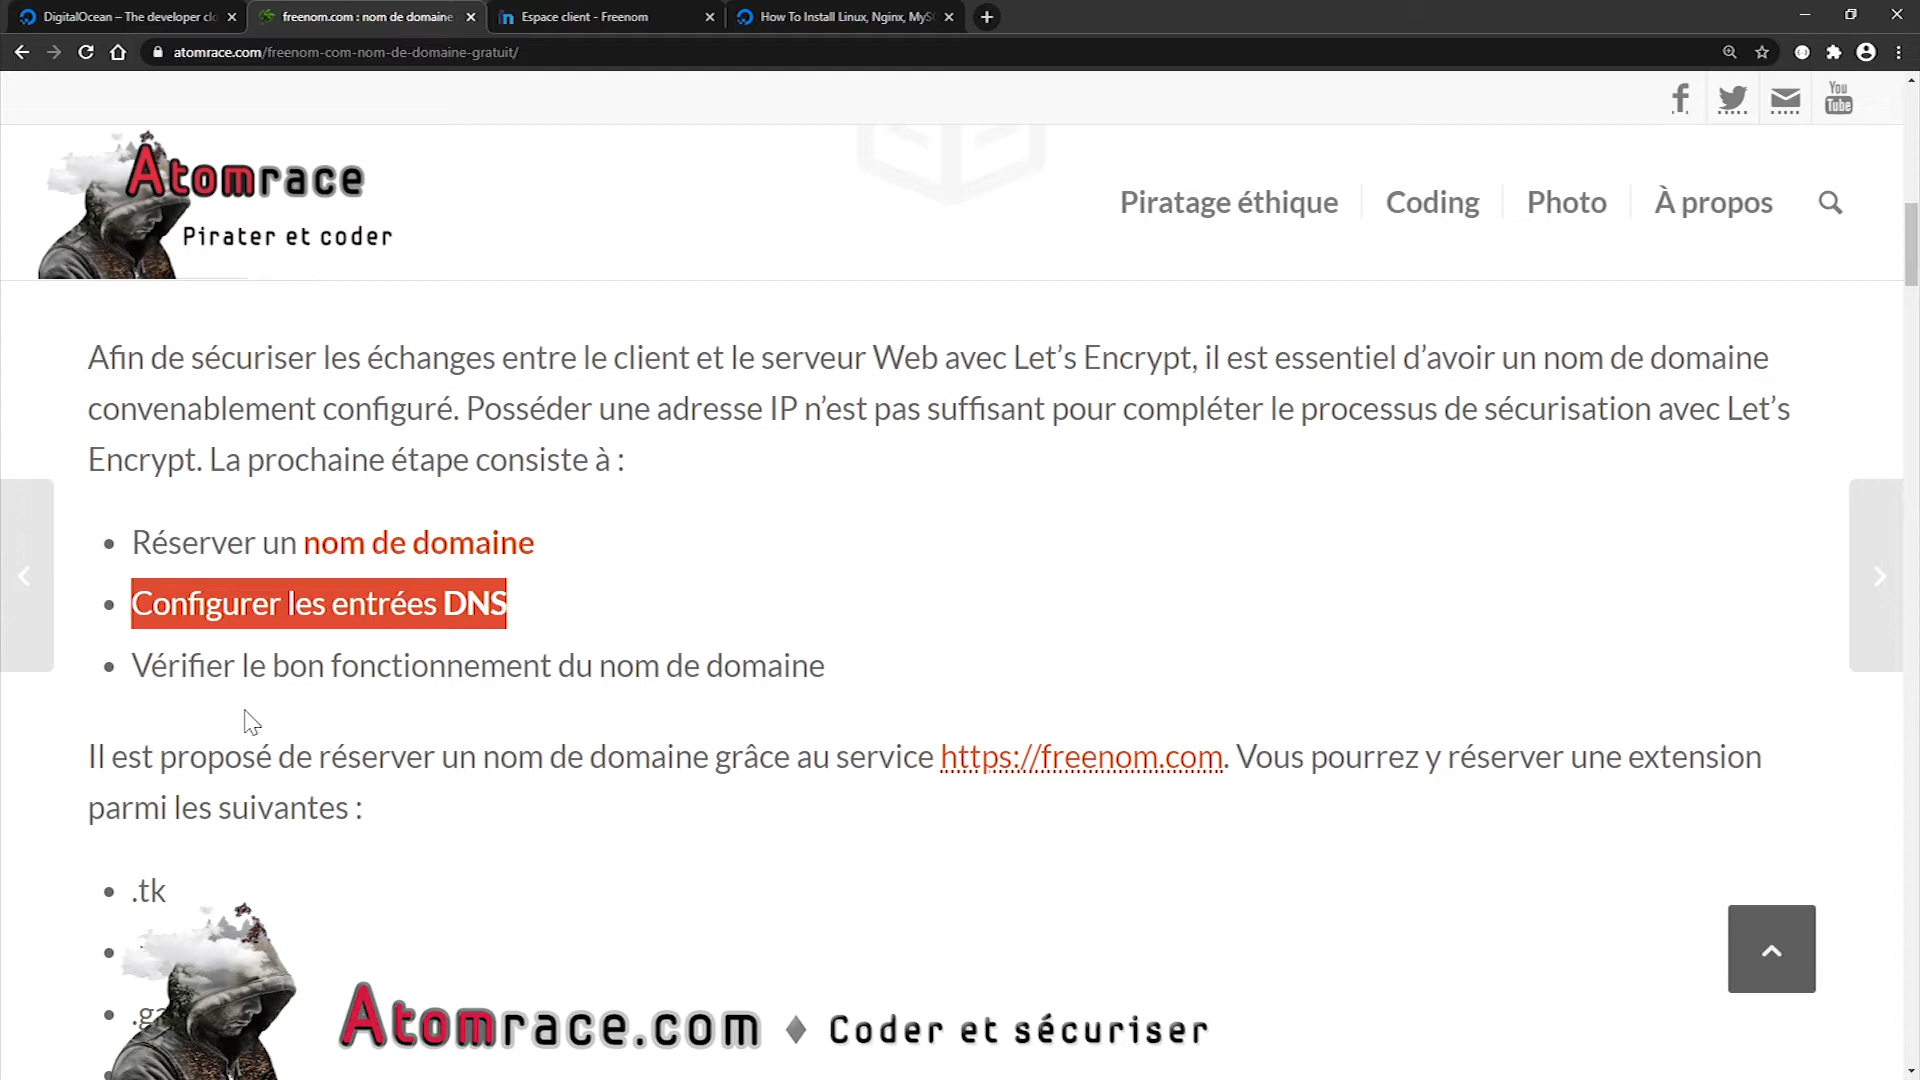 DigitalOcean – The developer clo
freenom.com : nom de domaine
Espace client - Freenom
How To Install Linux, Nginx, MyS
atomrace.com/freenom-com-nom-de-domaine-gratuit/
You
Tube
Atomrace
Pirater et coder
Piratage éthique
Coding
Photo
À propos
Afin de sécuriser les échanges entre le client et le serveur Web avec Let’s Encrypt, il est essentiel d’avoir un nom de domaine
convenablement configuré. Posséder une adresse IP n’est pas suffisant pour compléter le processus de sécurisation avec Let’s
Encrypt. La prochaine étape consiste à :
• Réserver un nom de domaine
• Configurer les entrées DNS
• Vérifier le bon fonctionnement du nom de domaine
Il est proposé de réserver un nom de domaine grâce au service https://freenom.com. Vous pourrez y réserver une extension
parmi les suivantes :
• .tk
Atomrace.com ♦ Coder et sécuriser